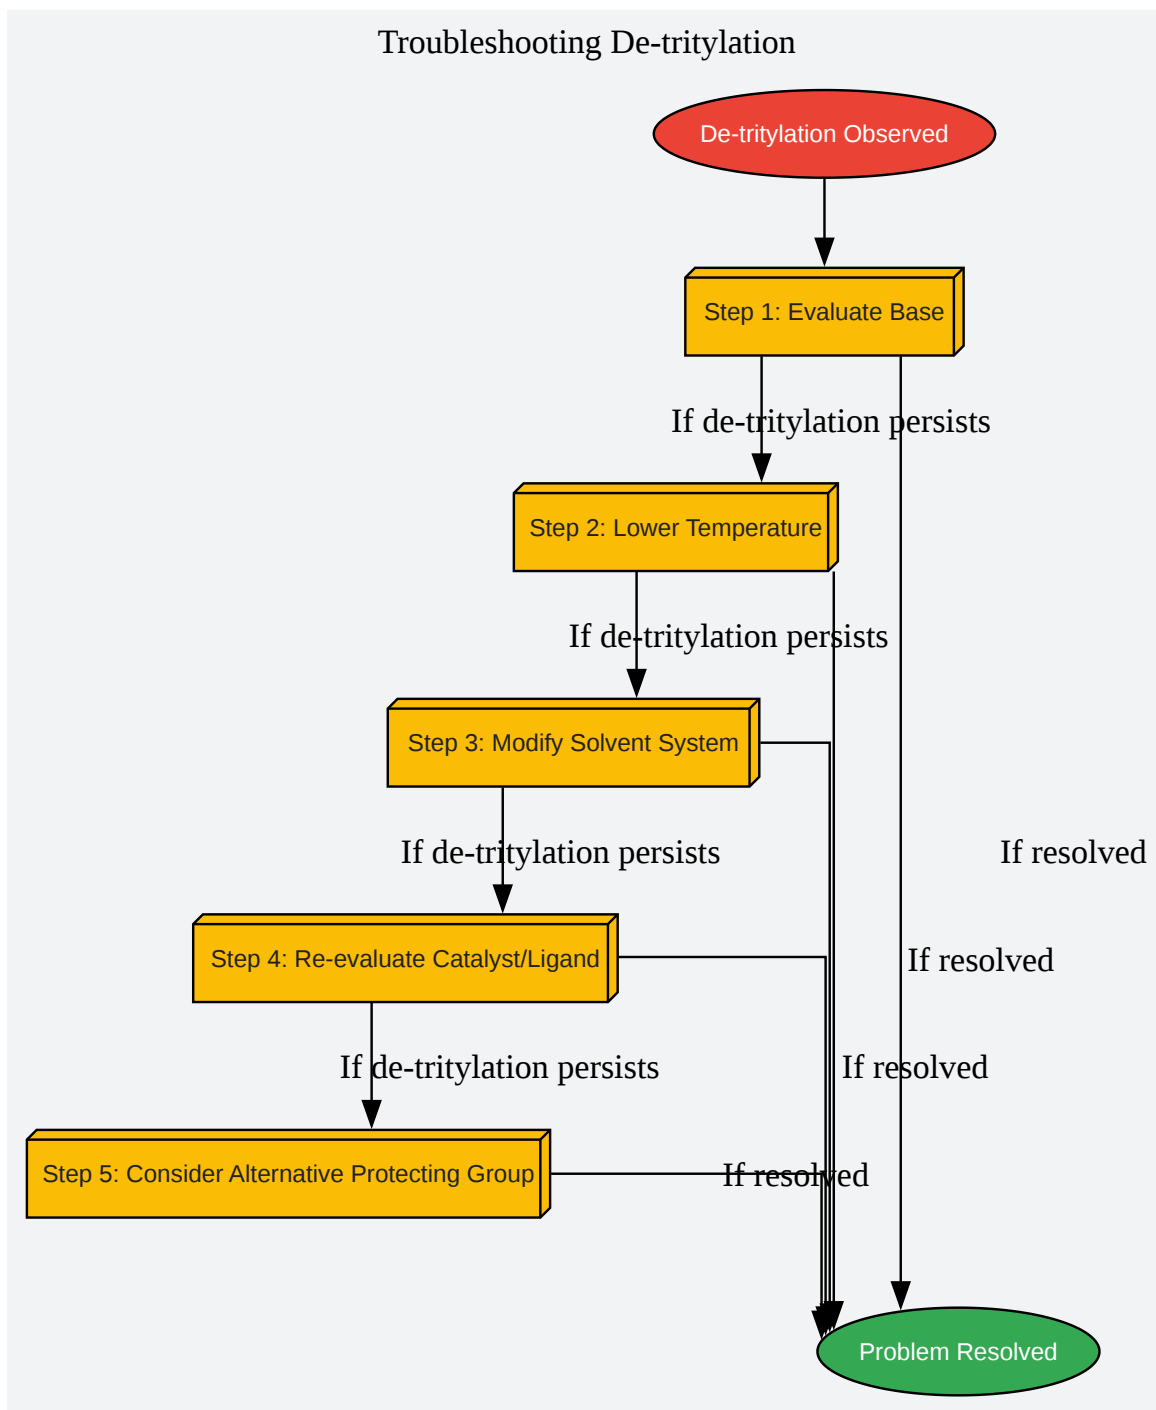 Troubleshooting De-tritylation
De-tritylation Observed
Step 1: Evaluate Base
If de-tritylation persists
Step 2: Lower Temperature
If de-tritylation persists
Step 3: Modify Solvent System
If de-tritylation persists
If resolved
Step 4: Re-evaluate Catalyst/Ligand
If resolved
If de-tritylation persists
If resolved
Step 5: Consider Alternative Protecting Group
If resolved
Problem Resolved